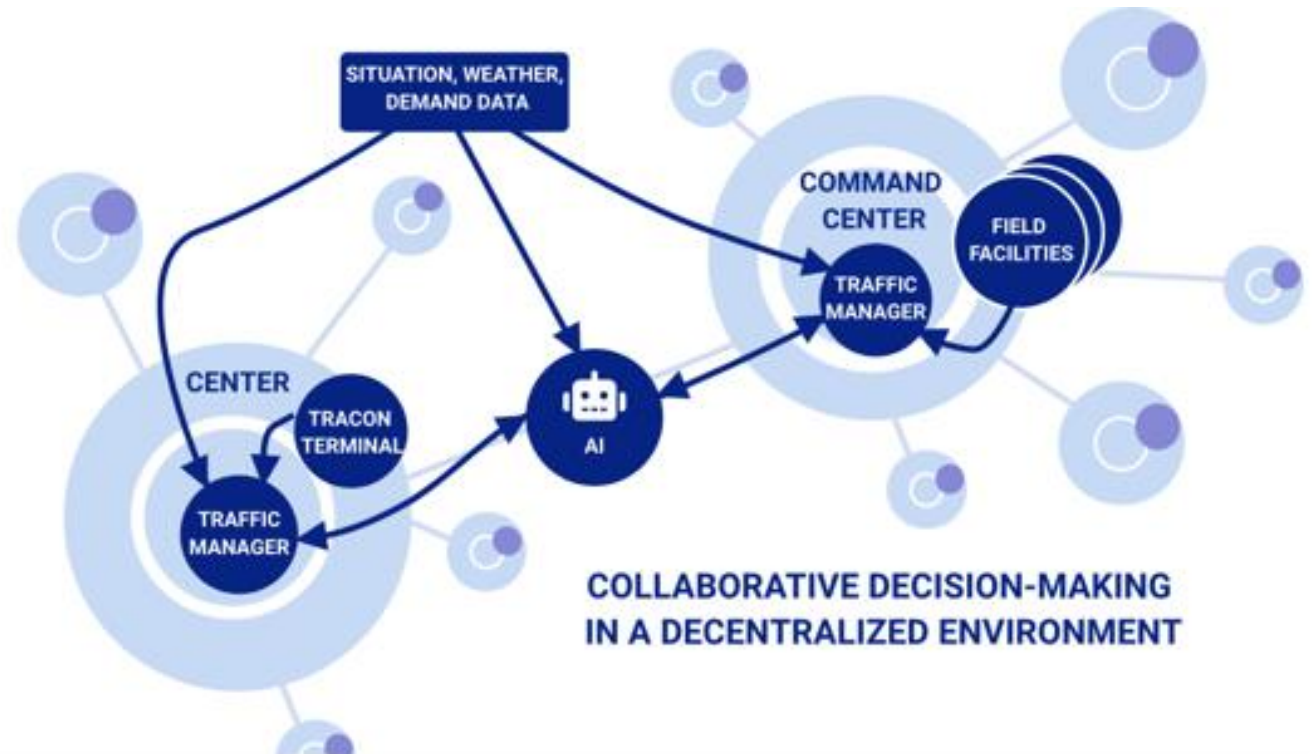 SITUATION, WEATHER,
DEMAND DATA
COMMAND
CENTER
FIELD
FACILITIES
TRAFFIC
MANAGER
CENTER
TRACON
TERMINAL
AI
TRAFFIC
MANAGER
COLLABORATIVE DECISION-MAKING
IN A DECENTRALIZED ENVIRONMENT